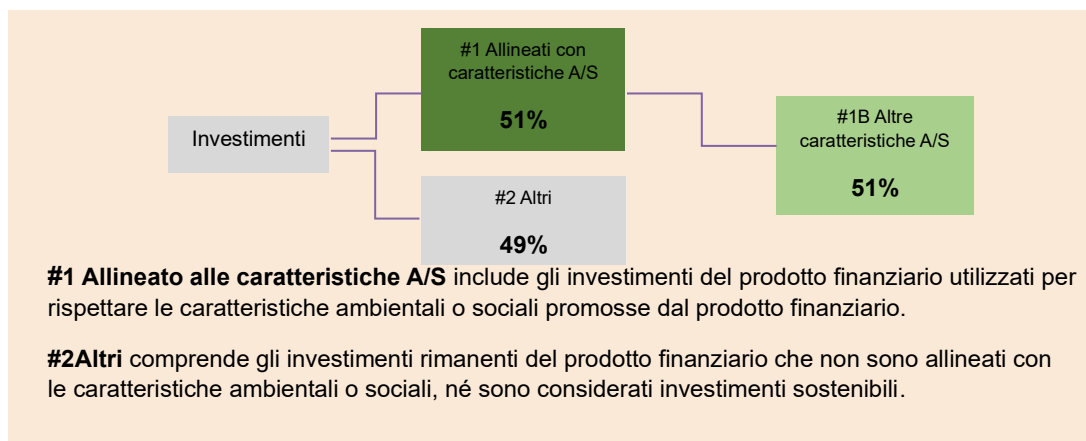 #1 Allineati con
caratteristiche A/S
51%
Investimenti
#1B Altre
caratteristiche A/S
51%
#2 Altri
49%
#1 Allineato alle caratteristiche A/S include gli investimenti del prodotto finanziario utilizzati per
rispettare le caratteristiche ambientali o sociali promosse dal prodotto finanziario.
#2Altri comprende gli investimenti rimanenti del prodotto finanziario che non sono allineati con
le caratteristiche ambientali o sociali, né sono considerati investimenti sostenibili.